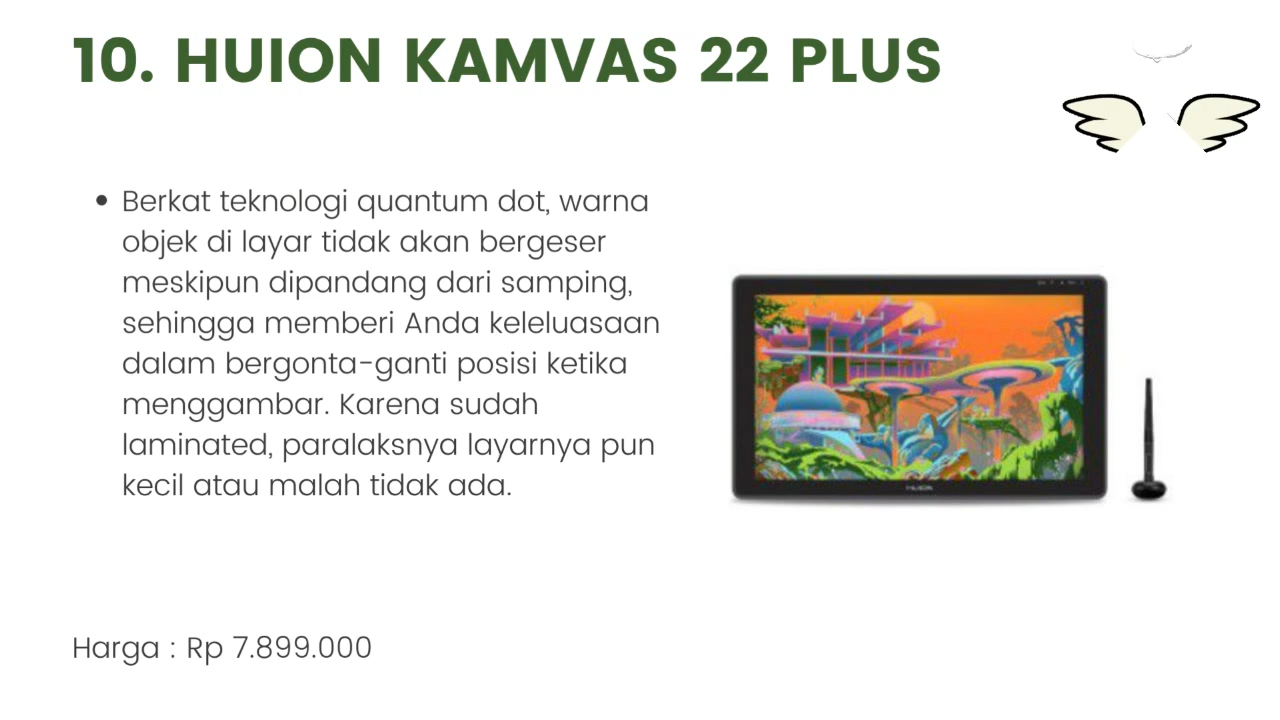 10. HUION KAMVAS 22 PLUS
• Berkat teknologi quantum dot, warna
objek di layar tidak akan bergeser
meskipun dipandang dari samping,
sehingga memberi Anda keleluasaan
dalam bergonta-ganti posisi ketika
menggambar. Karena sudah
laminated, paralaksnya layarnya pun
kecil atau malah tidak ada.
HUION
Harga : Rp 7.899.000